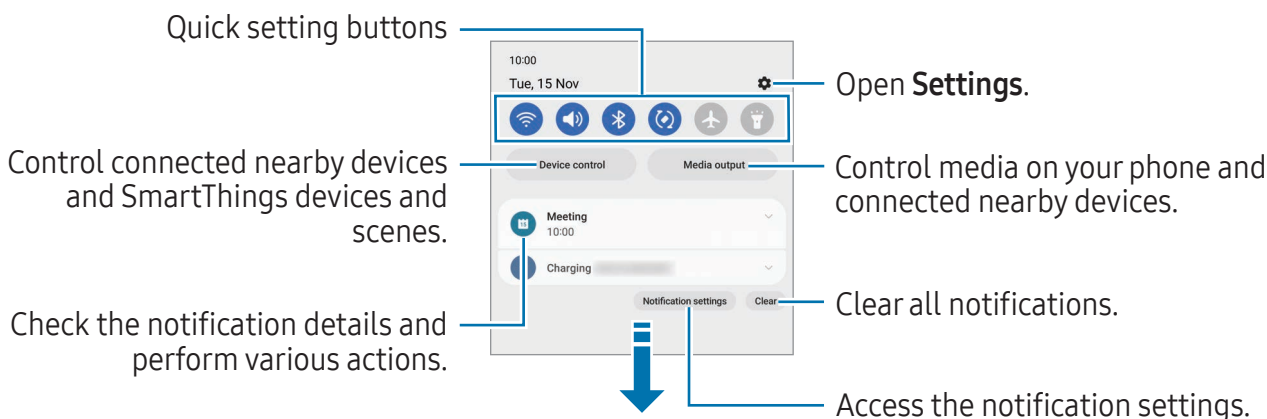 Quick setting buttons
10:00
Tue, 15 Nov
Open Settings.
Control connected nearby devices
and SmartThings devices and
scenes.
Device control
Media output
Control media on your phone and
connected nearby devices.
Meeting
10:00
Charging
Notification settings
Clear
Clear all notifications.
Check the notification details and
perform various actions.
Access the notification settings.